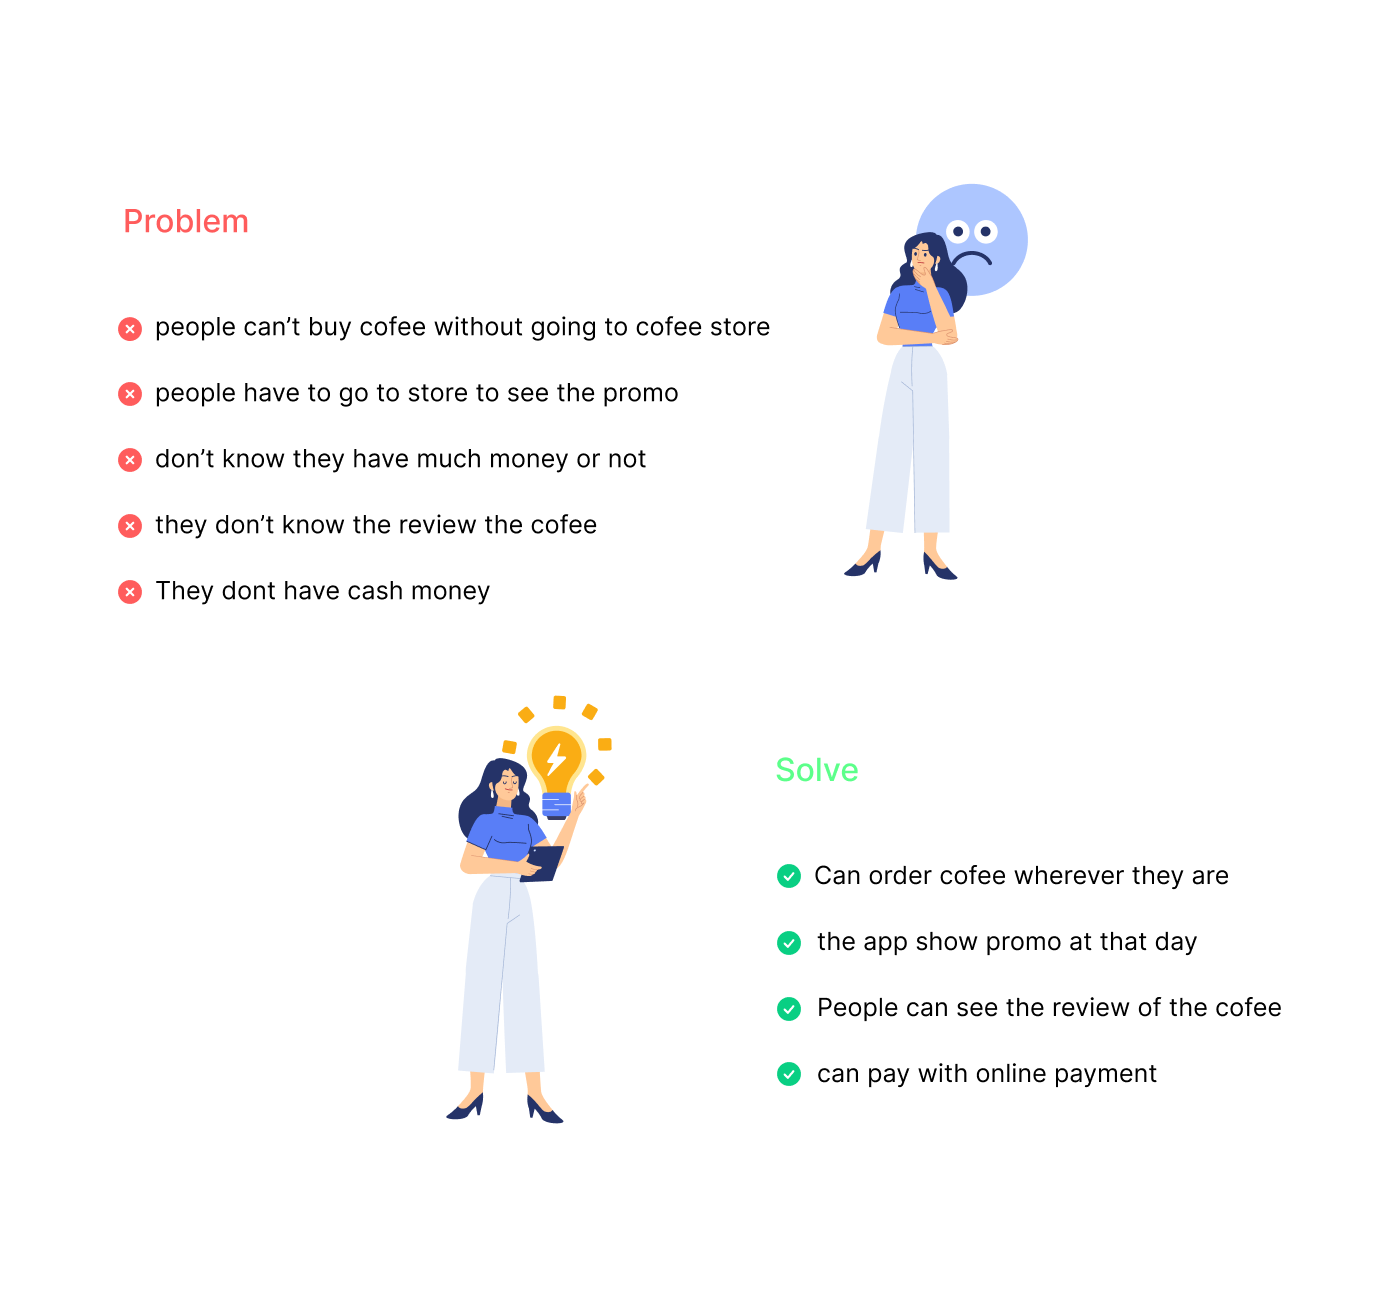 Problem
people can’t buy cofee without going to cofee store
people have to go to store to see the promo
don’t know they have much money or not
they don’t know the review the cofee
They dont have cash money
Solve
Can order cofee wherever they are
the app show promo at that day
People can see the review of the cofee
can pay with online payment